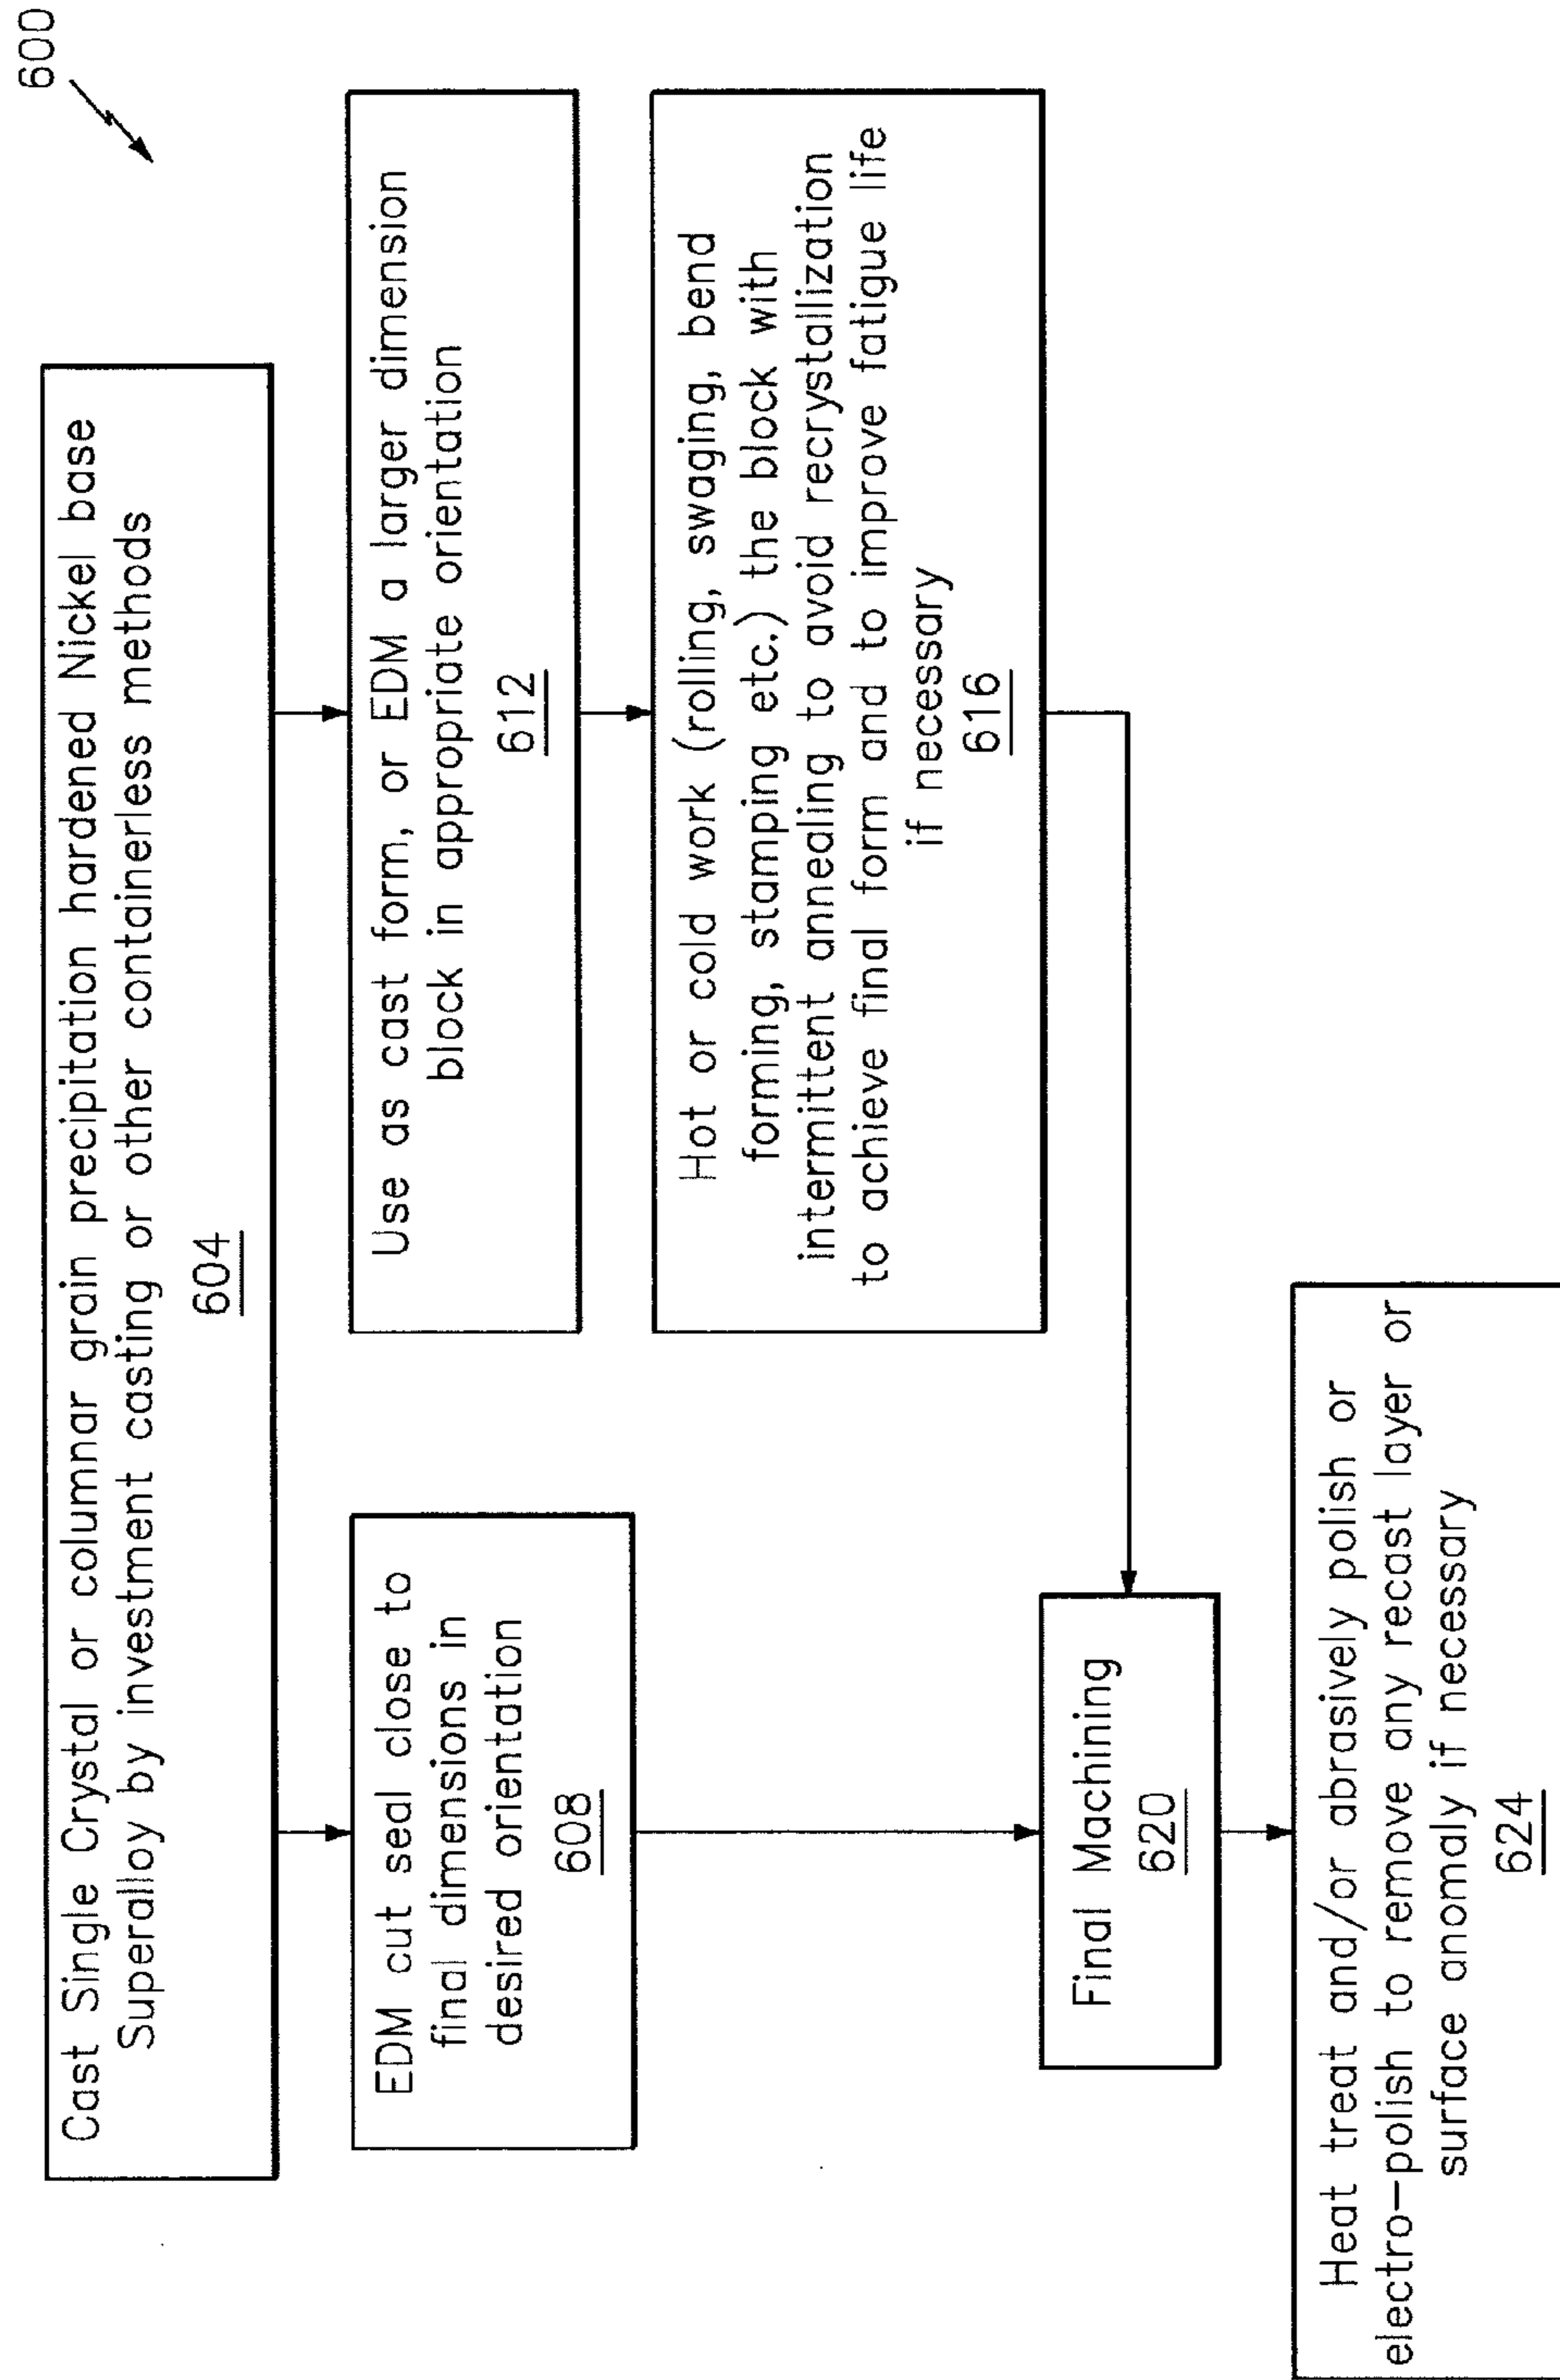 600
Cast Single Crystal or columnar grain precipitation hardened Nickel base
Superalloy by investment casting or other containerless methods
604
EDM cut seal close to
final dimensions in
desired orientation
608
Use as cast form, or EDM a larger dimension
block in appropriate orientation
612
Hot or cold work (rolling, swaging, bend
forming, stamping etc.) the block with
intermittent annealing to avoid recrystallization
to achieve final form and to improve fatigue life
if necessary
616
Final Machining
620
Heat treat and/or abrasively polish or
electro-polish to remove any recast layer or
surface anomaly if necessary
624